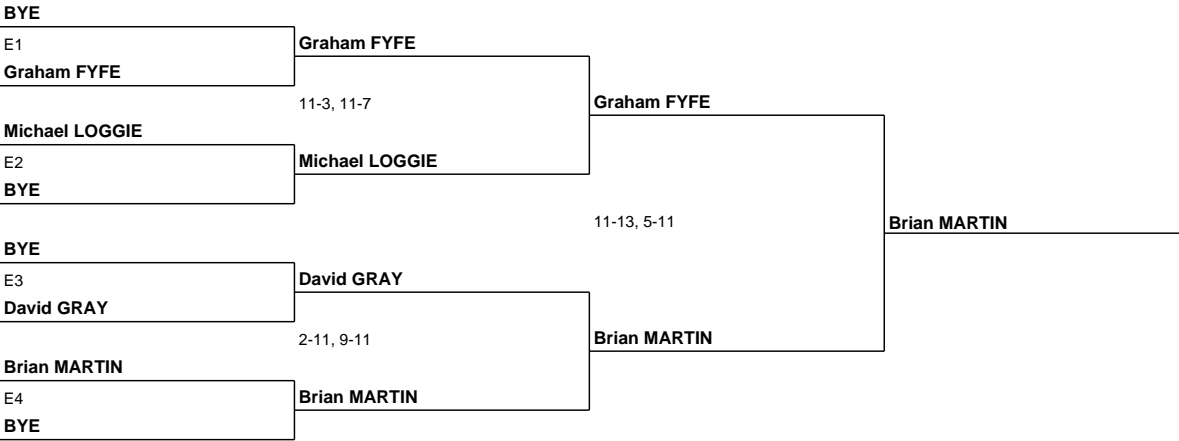 BYE
E1
Graham FYFE
Graham FYFE
11-3, 11-7
Graham FYFE
Michael LOGGIE
E2
Michael LOGGIE
BYE
11-13, 5-11
Brian MARTIN
BYE
E3
David GRAY
David GRAY
2-11, 9-11
Brian MARTIN
Brian MARTIN
E4
Brian MARTIN
BYE